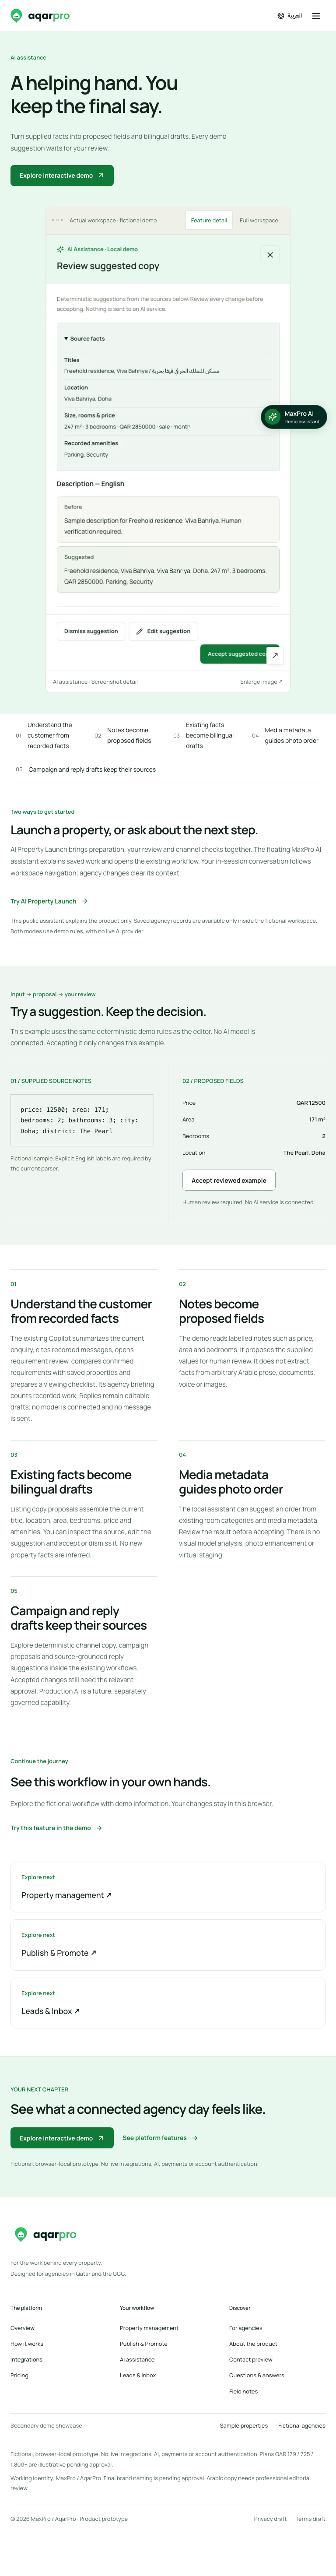 aqarpro
العربية
AI assistance
A helping hand. You
keep the final say.
Turn supplied facts into proposed fields and bilingual drafts. Every demo
suggestion waits for your review.
Explore interactive demo ↗
Actual workspace · fictional demo
Feature detail
Full workspace
AI Assistance · Local demo
Review suggested copy
Deterministic suggestions from the sources below. Review every change before
accepting. Nothing is sent to an AI service.
▼ Source facts
Titles
Freehold residence, Viva Bahriya / مسكن للتملك الحر في فيفا بحرية
Location
Viva Bahriya, Doha
Size, rooms & price
247 m² · 3 bedrooms · QAR 2850000 · sale · month
Recorded amenities
Parking, Security
MaxPro AI
Demo assistant
Description — English
Before
Sample description for Freehold residence, Viva Bahriya. Human
verification required.
Suggested
Freehold residence, Viva Bahriya. Viva Bahriya, Doha. 247 m². 3 bedrooms.
QAR 2850000. Parking, Security
Dismiss suggestion
Edit suggestion
Accept suggested co
↗
AI assistance · Screenshot detail
Enlarge image ↗
01 Understand the
customer from
recorded facts
02 Notes become
proposed fields
03 Existing facts
become bilingual
drafts
04 Media metadata
guides photo order
05 Campaign and reply drafts keep their sources
Two ways to get started
Launch a property, or ask about the next step.
AI Property Launch brings preparation, your review and channel checks together. The floating MaxPro AI
assistant explains saved work and opens the existing workflow. Your in-session conversation follows
workspace navigation; agency changes clear its context.
Try AI Property Launch →
This public assistant explains the product only. Saved agency records are available only inside the fictional workspace.
Both modes use demo rules, with no live AI provider.
Input → proposal → your review
Try a suggestion. Keep the decision.
This example uses the same deterministic demo rules as the editor. No AI model is
connected. Accepting it only changes this example.
01 / SUPPLIED SOURCE NOTES
price: 12500; area: 171;
bedrooms: 2; bathrooms: 3; city:
Doha; district: The Pearl
Fictional sample. Explicit English labels are required by
the current parser.
02 / PROPOSED FIELDS
Price QAR 12500
Area 171 m²
Bedrooms 2
Location The Pearl, Doha
Accept reviewed example
Human review required. No AI service is connected.
01
Understand the customer
from recorded facts
The existing Copilot summarizes the current
enquiry, cites recorded messages, opens
requirement review, compares confirmed
requirements with saved properties and
prepares a viewing checklist. Its agency briefing
counts recorded work. Replies remain editable
drafts; no model is connected and no message
is sent.
02
Notes become
proposed fields
The demo reads labelled notes such as price,
area and bedrooms. It proposes the supplied
values for human review. It does not extract
facts from arbitrary Arabic prose, documents,
voice or images.
03
Existing facts become
bilingual drafts
Listing copy proposals assemble the current
title, location, area, bedrooms, price and
amenities. You can inspect the source, edit the
suggestion and accept or dismiss it. No new
property facts are inferred.
04
Media metadata
guides photo order
The local assistant can suggest an order from
existing room categories and media metadata.
Review the result before accepting. There is no
visual model analysis, photo enhancement or
virtual staging.
05
Campaign and reply
drafts keep their sources
Explore deterministic channel copy, campaign
proposals and source-grounded reply
suggestions inside the existing workflows.
Accepted changes still need the relevant
approval. Production AI is a future, separately
governed capability.
Continue the journey
See this workflow in your own hands.
Explore the fictional workflow with demo information. Your changes stay in this browser.
Try this feature in the demo →
Explore next
Property management ↗
Explore next
Publish & Promote ↗
Explore next
Leads & Inbox ↗
YOUR NEXT CHAPTER
See what a connected agency day feels like.
Explore interactive demo ↗
See platform features →
Fictional, browser-local prototype. No live integrations, AI, payments or account authentication.
aqarpro
For the work behind every property.
Designed for agencies in Qatar and the GCC.
The platform
Overview
How it works
Integrations
Pricing
Your workflow
Property management
Publish & Promote
AI assistance
Leads & Inbox
Discover
For agencies
About the product
Contact preview
Questions & answers
Field notes
Secondary demo showcase
Sample properties
Fictional agencies
Fictional, browser-local prototype. No live integrations, AI, payments or account authentication. Plans QAR 179 / 725 /
1,800+ are illustrative pending approval.
Working identity: MaxPro / AqarPro. Final brand naming is pending approval. Arabic copy needs professional editorial
review.
© 2026 MaxPro / AqarPro · Product prototype
Privacy draft
Terms draft